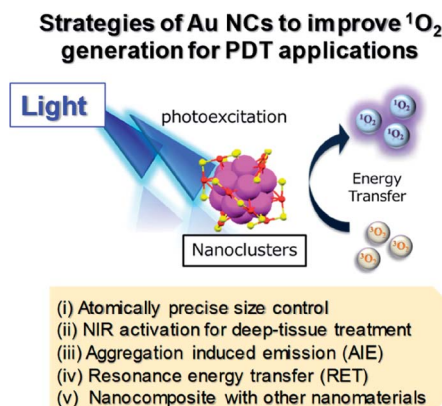 Strategies of Au NCs to improve ¹O₂
generation for PDT applications
Light
photoexcitation
¹O₂
¹O₂
¹O₂
Energy
Transfer
Nanoclusters
³O₂
³O₂
³O₂
(i) Atomically precise size control
(ii) NIR activation for deep-tissue treatment
(iii) Aggregation induced emission (AIE)
(iv) Resonance energy transfer (RET)
(v) Nanocomposite with other nanomaterials